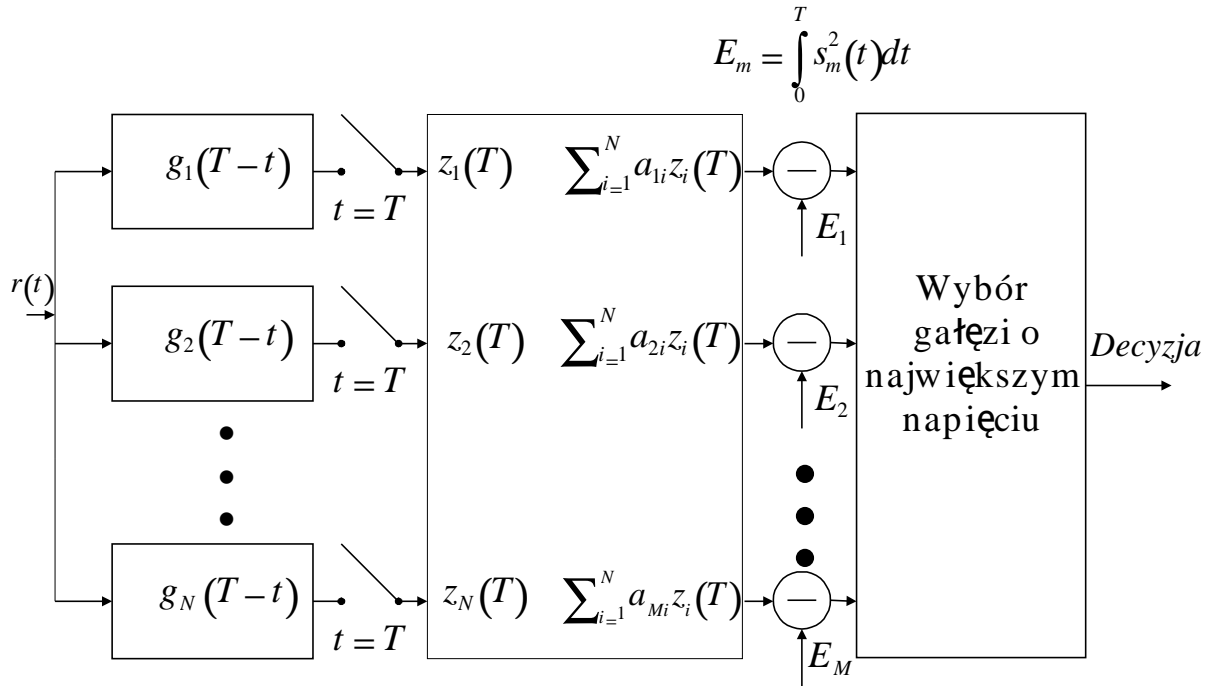 E_m = ∫_0^T s_m^2(t)dt
g_1(T−t)
t = T
z_1(T)
∑_{i=1}^N a_{1i} z_i(T)
−
E_1
r(t)
g_2(T−t)
t = T
z_2(T)
∑_{i=1}^N a_{2i} z_i(T)
−
E_2
Wybór
gałęzi o
największym
napięciu
Decyzja
g_N(T−t)
t = T
z_N(T)
∑_{i=1}^N a_{Mi} z_i(T)
−
E_M